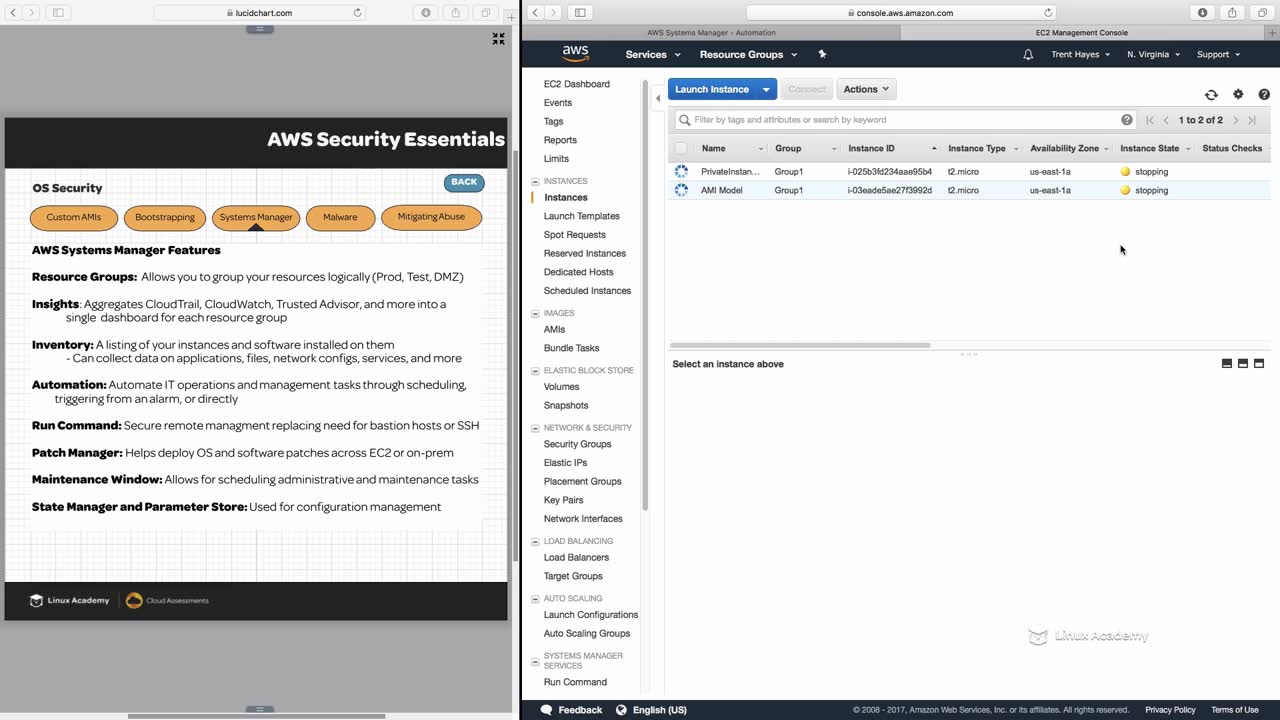 lucidchart.com
AWS Security Essentials
OS Security
BACK
Custom AMIs
Bootstrapping
Systems Manager
Malware
Mitigating Abuse
AWS Systems Manager Features
Resource Groups: Allows you to group your resources logically (Prod, Test, DMZ)
Insights: Aggregates CloudTrail, CloudWatch, Trusted Advisor, and more into a
single dashboard for each resource group
Inventory: A listing of your instances and software installed on them
- Can collect data on applications, files, network configs, services, and more
Automation: Automate IT operations and management tasks through scheduling,
triggering from an alarm, or directly
Run Command: Secure remote managment replacing need for bastion hosts or SSH
Patch Manager: Helps deploy OS and software patches across EC2 or on-prem
Maintenance Window: Allows for scheduling administrative and maintenance tasks
State Manager and Parameter Store: Used for configuration management
Linux Academy
Cloud Assessments
console.aws.amazon.com
AWS Systems Manager - Automation
EC2 Management Console
aws
Services
Resource Groups
Trent Hayes
N. Virginia
Support
EC2 Dashboard
Events
Tags
Reports
Limits
INSTANCES
Instances
Launch Templates
Spot Requests
Reserved Instances
Dedicated Hosts
Scheduled Instances
IMAGES
AMIs
Bundle Tasks
ELASTIC BLOCK STORE
Volumes
Snapshots
NETWORK & SECURITY
Security Groups
Elastic IPs
Placement Groups
Key Pairs
Network Interfaces
LOAD BALANCING
Load Balancers
Target Groups
AUTO SCALING
Launch Configurations
Auto Scaling Groups
SYSTEMS MANAGER
SERVICES
Run Command
Launch Instance
Connect
Actions
Filter by tags and attributes or search by keyword
1 to 2 of 2
Name Group Instance ID Instance Type Availability Zone Instance State Status Checks
PrivateInstan... Group1 i-025b3fd234aae95b4 t2.micro us-east-1a stopping
AMI Model Group1 i-03eade5ae27f3992d t2.micro us-east-1a stopping
Select an instance above
Linux Academy
Feedback
English (US)
© 2008 - 2017, Amazon Web Services, Inc. or its affiliates. All rights reserved.
Privacy Policy
Terms of Use